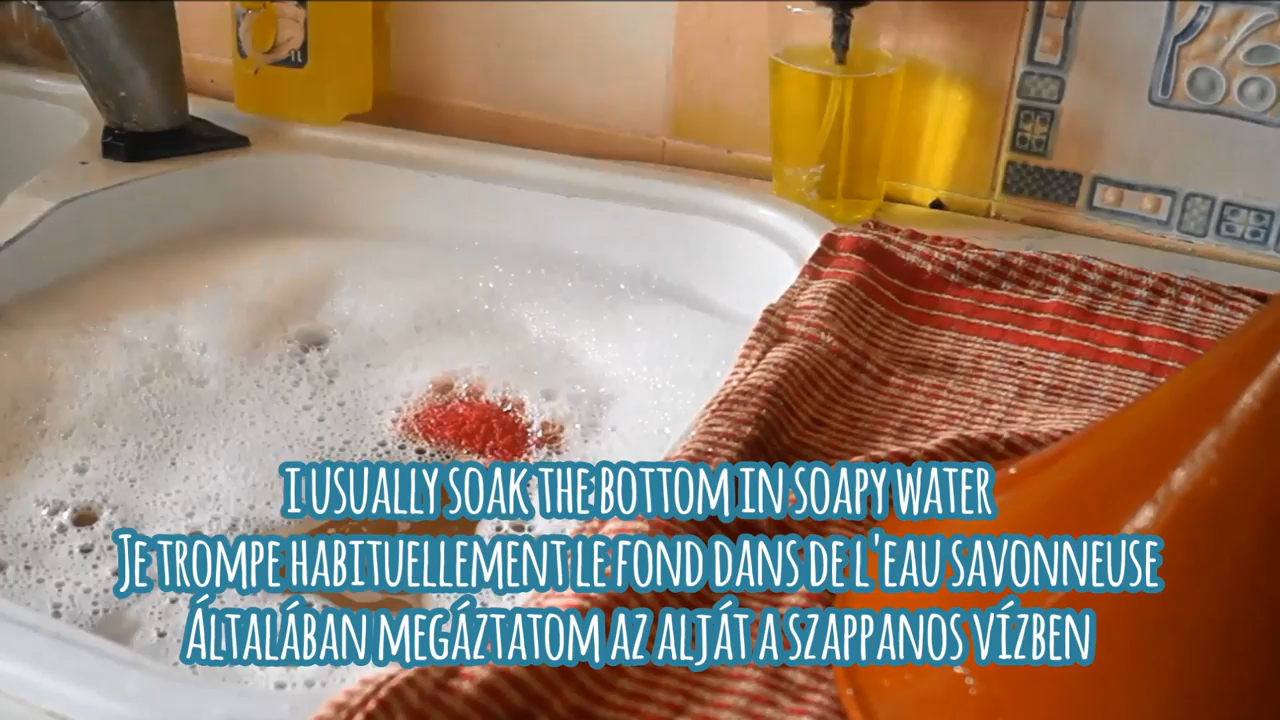 I USUALLY SOAK THE BOTTOM IN SOAPY WATER
JE TROMPE HABITUELLEMENT LE FOND DANS DE L'EAU SAVONNEUSE
ÁLTALÁBAN MEGÁZTATOM AZ ALJÁT A SZAPPANOS VÍZBEN